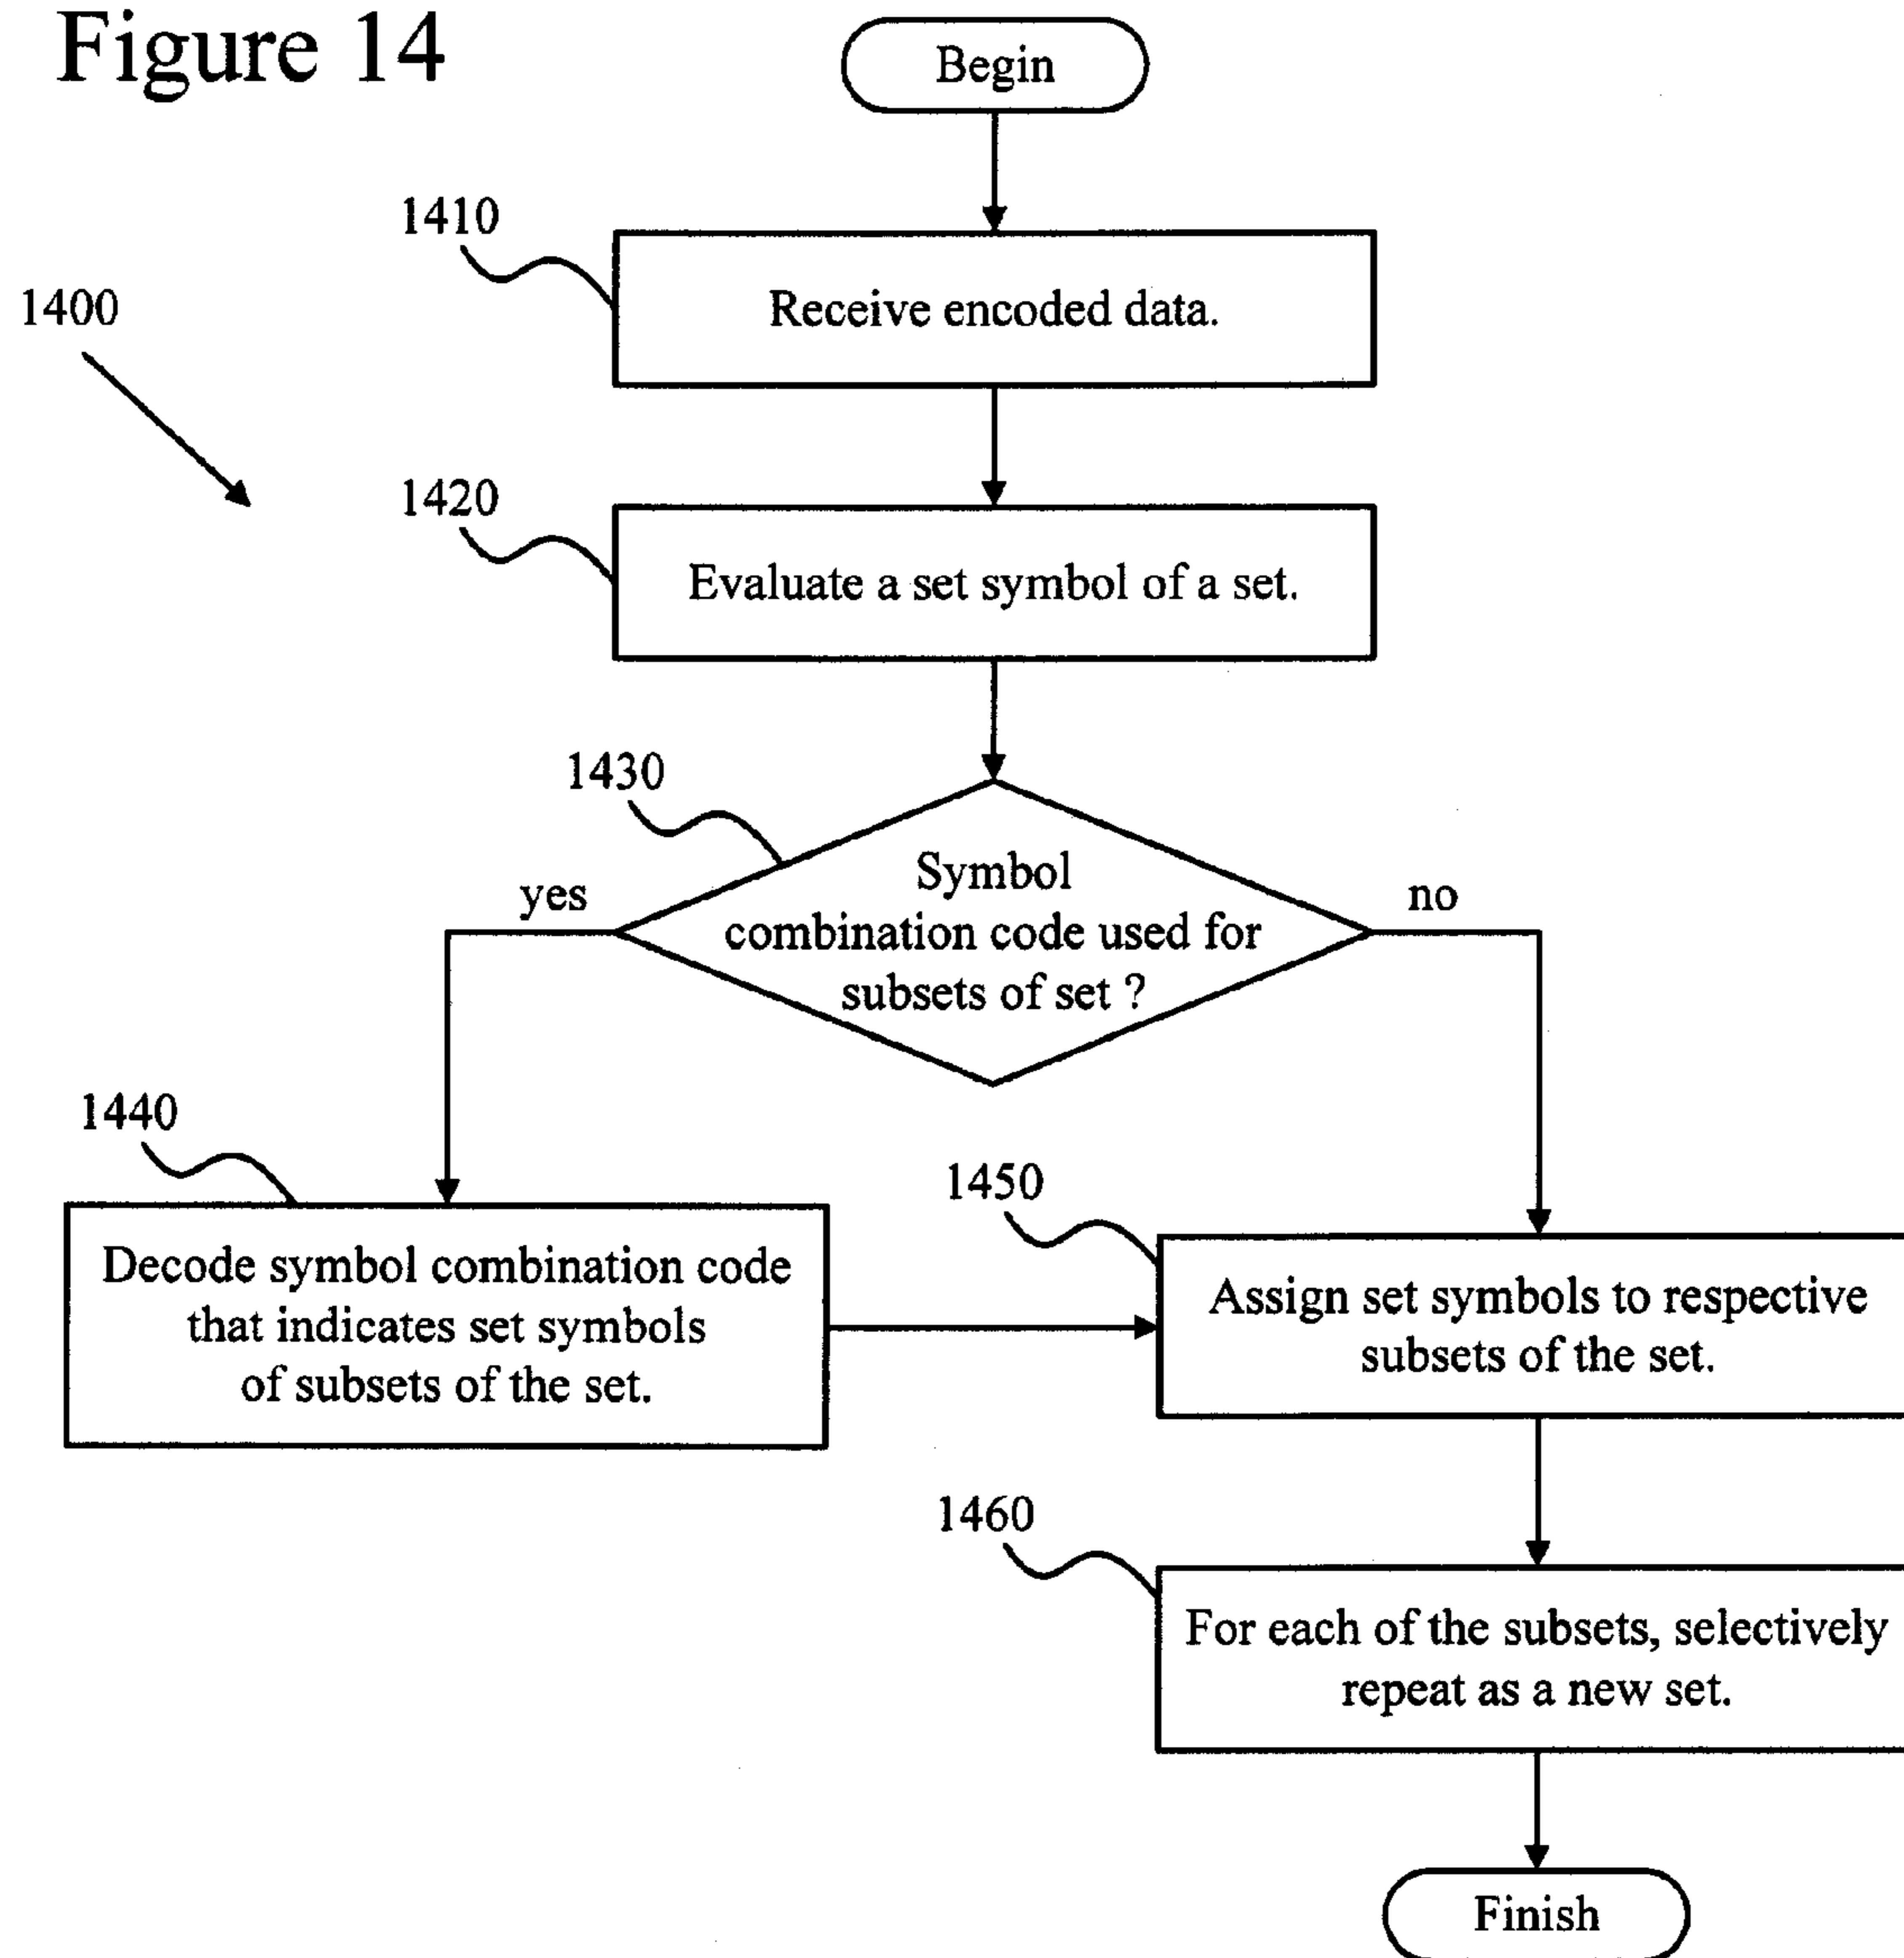 Figure 14
Begin
1410
Receive encoded data.
1400
1420
Evaluate a set symbol of a set.
1430
Symbol
combination code used for
subsets of set ?
yes
no
1440
Decode symbol combination code
that indicates set symbols
of subsets of the set.
1450
Assign set symbols to respective
subsets of the set.
1460
For each of the subsets, selectively
repeat as a new set.
Finish